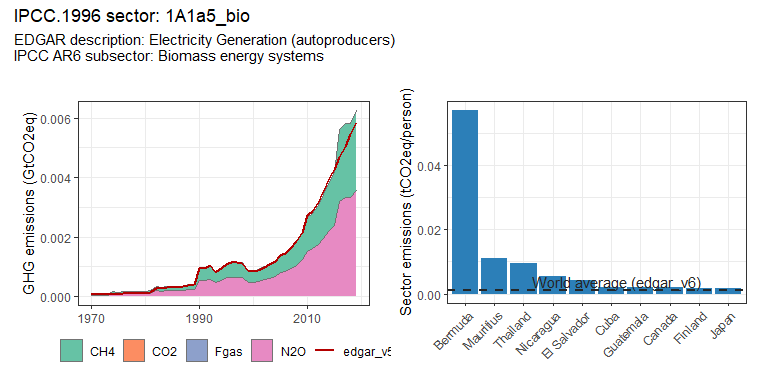 IPCC.1996 sector: 1A1a5_bio
EDGAR description: Electricity Generation (autoproducers)
IPCC AR6 subsector: Biomass energy systems
GHG emissions (GtCO2eq)
0.006
0.004
0.002
0.000
1970
1990
2010
CH4
CO2
Fgas
N2O
edgar_v6
Sector emissions (tCO2eq/person)
0.04
0.02
0.00
World average (edgar_v6)
Bermuda
Mauritius
Thailand
Nicaragua
El Salvador
Cuba
Guatemala
Canada
Finland
Japan